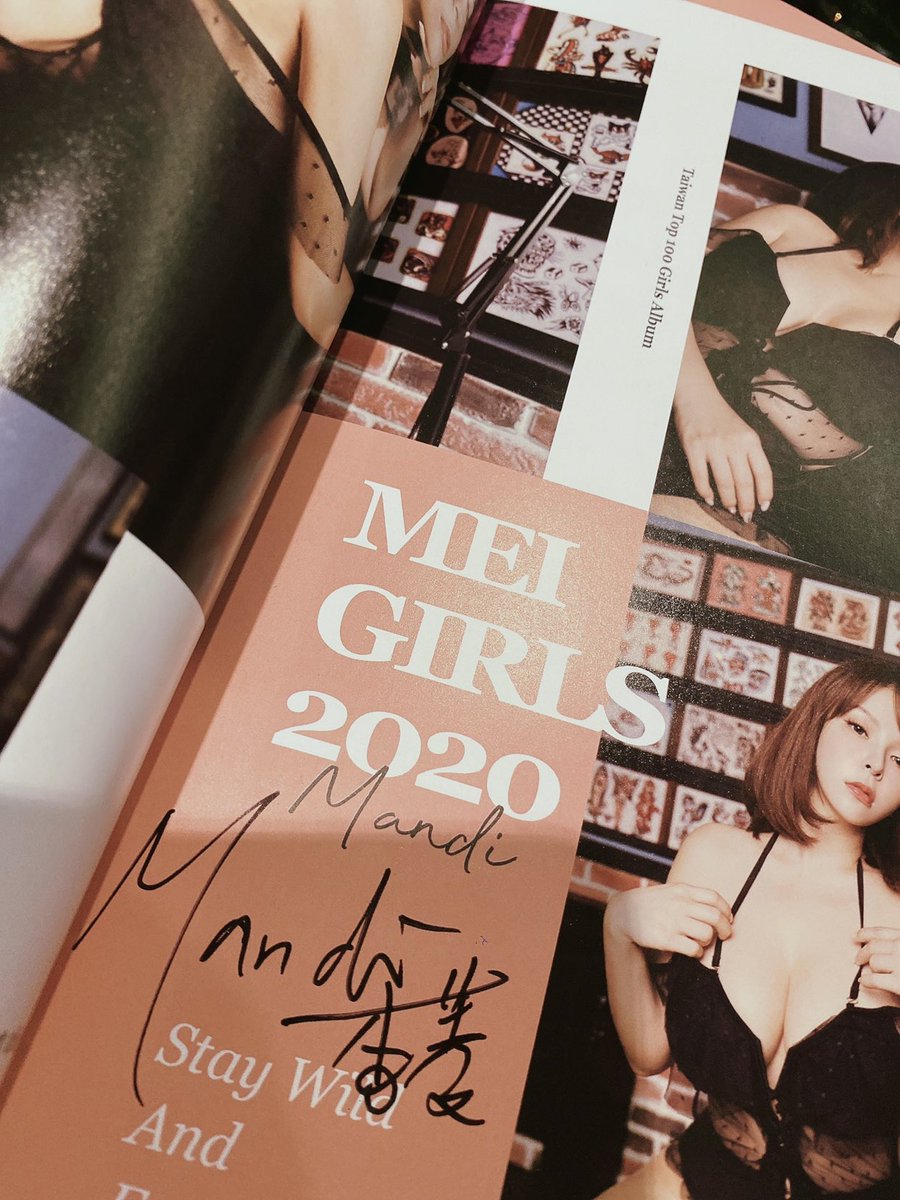 Taiwan Top 100 Girls Album
MEI
GIRLS
2020
Mandi
Mandi
Stay Wild
And